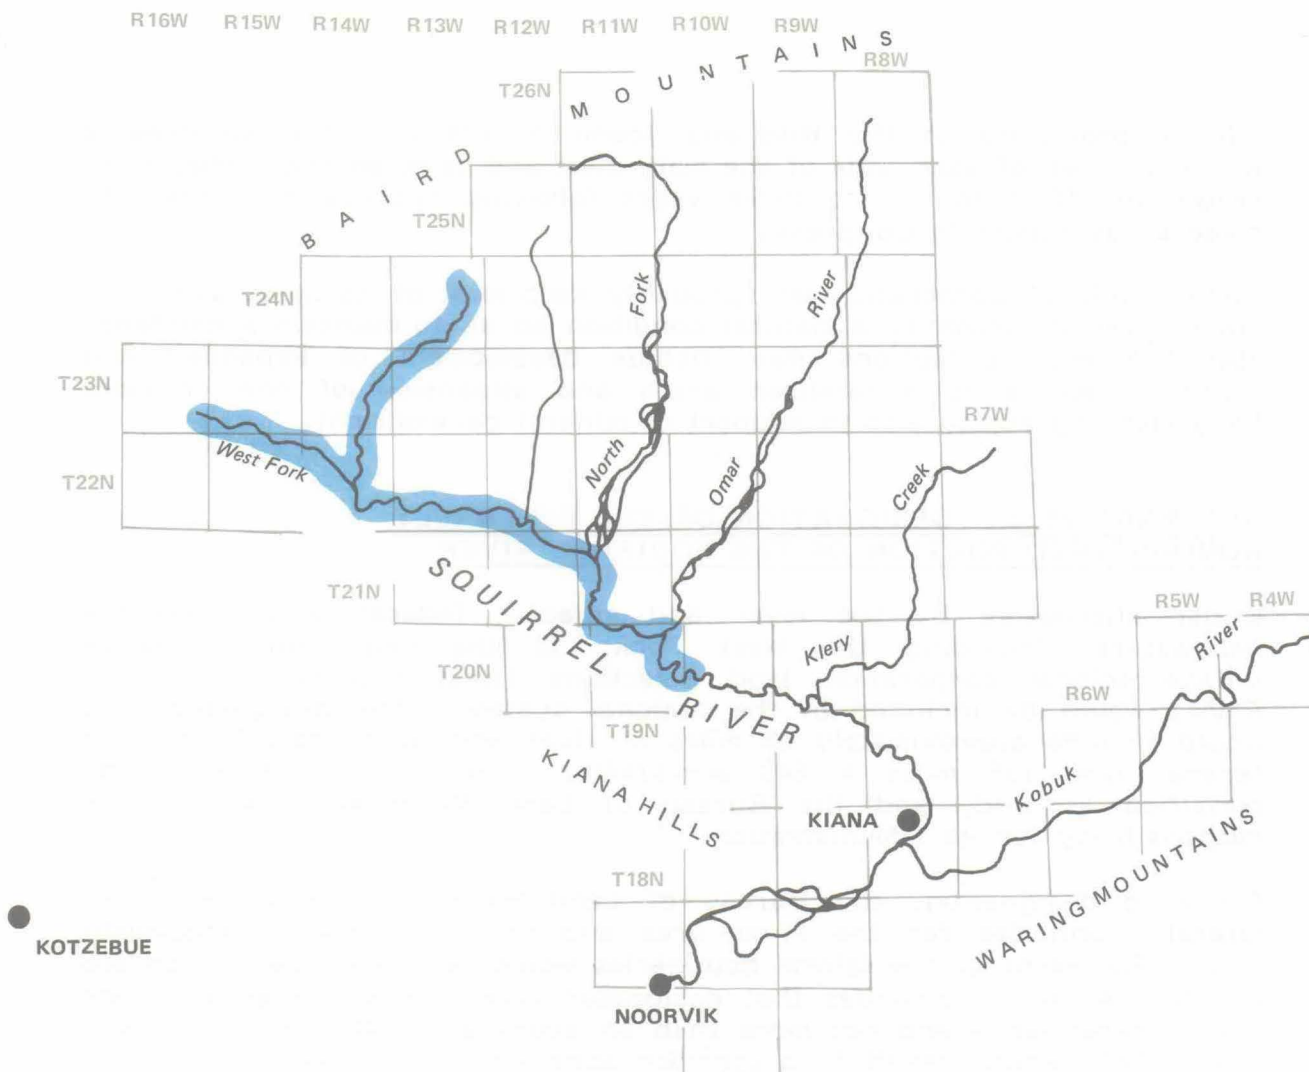 R16W R15W R14W R13W R12W R11W R10W R9W
R8W
MOUNTAINS
T26N
BAIRD
T25N
T24N
Fork
River
T23N
R7W
West Fork
North
Omar
Creek
T22N
SQUIRREL
T21N
R5W R4W
River
Klery
T20N
R6W
RIVER
T19N
KIANA HILLS
Kobuk
KIANA
WARING MOUNTAINS
T18N
KOTZEBUE
NOORVIK